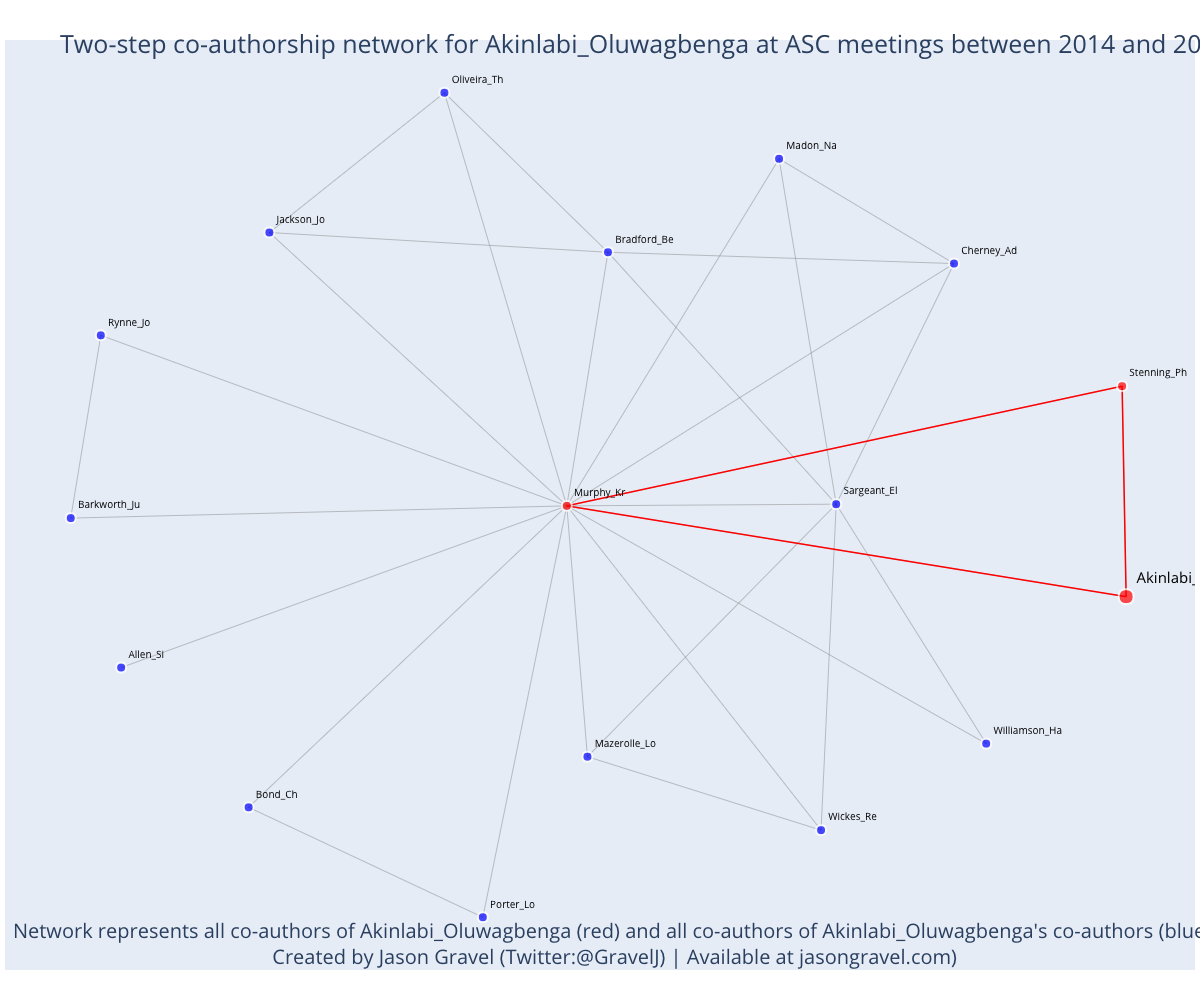 Two-step co-authorship network for Akinlabi_Oluwagbenga at ASC meetings between 2014 and 20
Oliveira_Th
Madon_Na
Jackson_Jo
Bradford_Be
Cherney_Ad
Rynne_Jo
Stenning_Ph
Murphy_Kr
Sargeant_El
Barkworth_Ju
Akinlabi_
Allen_Si
Williamson_Ha
Mazerolle_Lo
Bond_Ch
Wickes_Re
Porter_Lo
Network represents all co-authors of Akinlabi_Oluwagbenga (red) and all co-authors of Akinlabi_Oluwagbenga's co-authors (blue
Created by Jason Gravel (Twitter:@GravelJ) | Available at jasongravel.com)